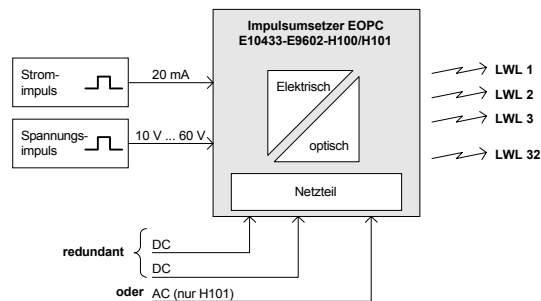 Impulsumsetzer EOPC
E10433-E9602-H100/H101
Strom-
impuls
20 mA
Elektrisch
optisch
LWL 1
LWL 2
LWL 3
LWL 32
Spannungs-
impuls
10 V ... 60 V
Netzteil
redundant
DC
DC
oder AC (nur H101)